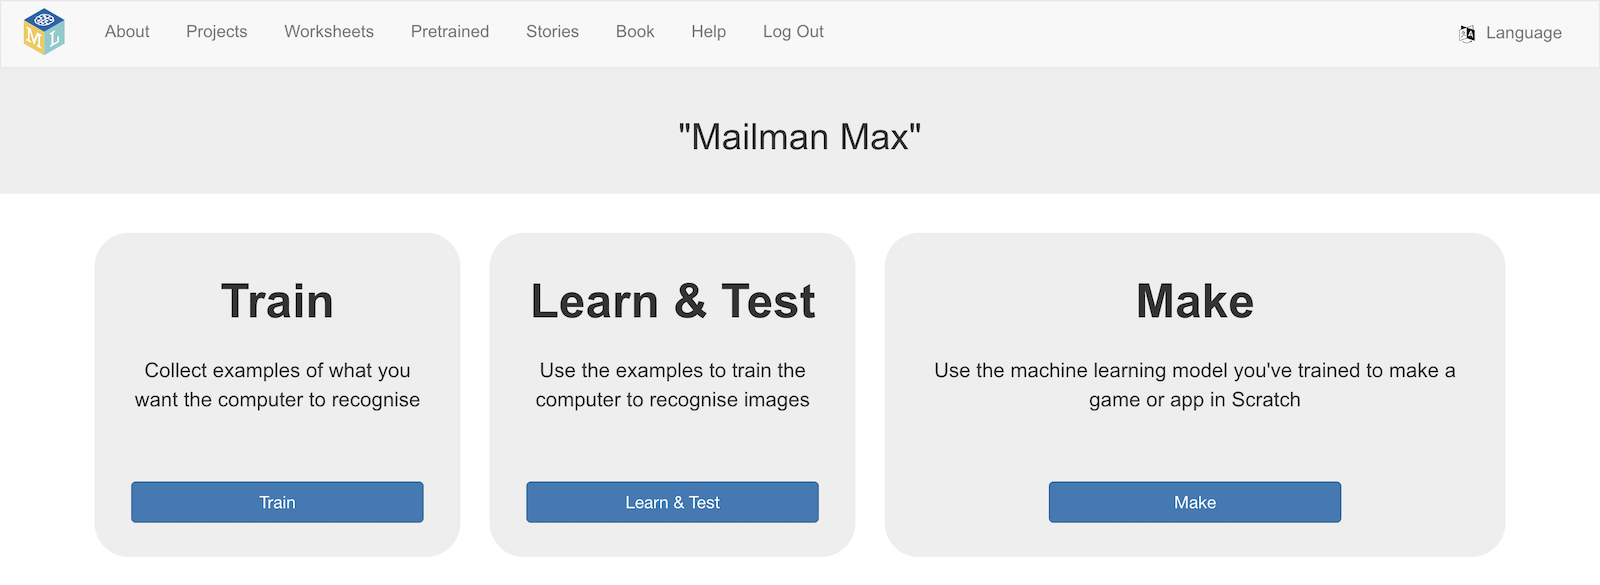 M L
About Projects Worksheets Pretrained Stories Book Help Log Out Language
"Mailman Max"
Train
Collect examples of what you
want the computer to recognise
Train
Learn & Test
Use the examples to train the
computer to recognise images
Learn & Test
Make
Use the machine learning model you've trained to make a
game or app in Scratch
Make